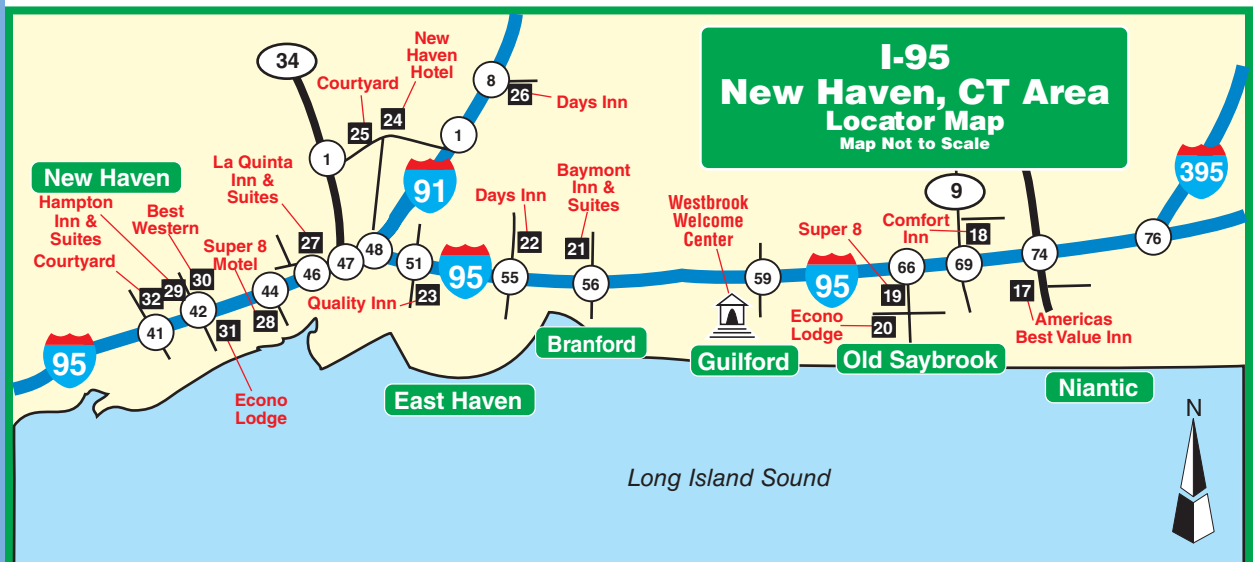 I-95
New Haven, CT Area
Locator Map
Map Not to Scale
34
New
Haven
Hotel
Courtyard
24
25
8
26
Days Inn
1
1
91
395
9
New Haven
La Quinta
Inn &
Suites
Hampton
Inn &
Suites
Best
Western
Courtyard
Super 8
Motel
27
Days Inn
22
Baymont
Inn &
Suites
21
Westbrook
Welcome
Center
Super 8
Comfort
Inn
18
32
29
30
41
42
44
46
47
48
51
95
55
56
59
95
66
69
74
76
31
28
Quality Inn
23
19
20
17
Econo
Lodge
Americas
Best Value Inn
95
Econo
Lodge
East Haven
Branford
Guilford
Old Saybrook
Niantic
N
Long Island Sound